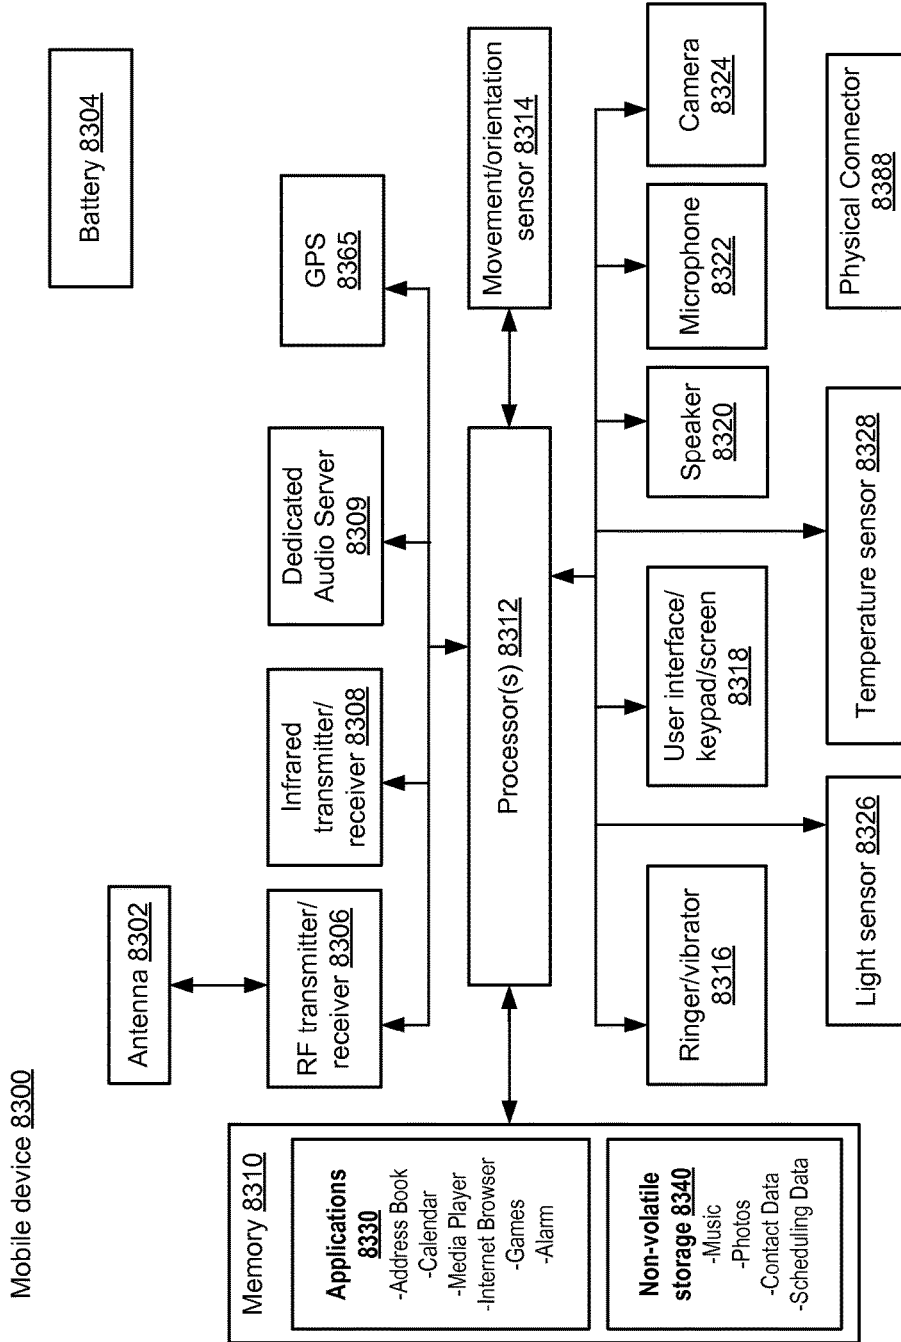 Mobile device 8300
Antenna 8302
Battery 8304
RF transmitter/
receiver 8306
Infrared
transmitter/
receiver 8308
Dedicated
Audio Server
8309
GPS
8365
Memory 8310
Applications
8330
-Address Book
-Calendar
-Media Player
-Internet Browser
-Games
-Alarm
Non-volatile
storage 8340
-Music
-Photos
-Contact Data
-Scheduling Data
Processor(s) 8312
Movement/orientation
sensor 8314
Ringer/vibrator
8316
User interface/
keypad/screen
8318
Speaker
8320
Microphone
8322
Camera
8324
Light sensor 8326
Temperature sensor 8328
Physical Connector
8388